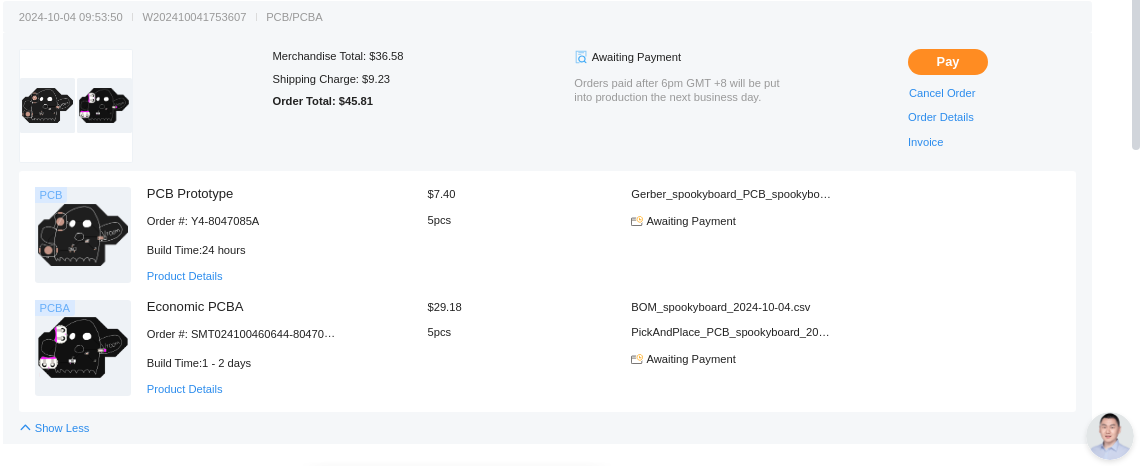 2024-10-04 09:53:50 | W202410041753607 | PCB/PCBA
Merchandise Total: $36.58
Shipping Charge: $9.23
Order Total: $45.81
Awaiting Payment
Orders paid after 6pm GMT +8 will be put
into production the next business day.
Pay
Cancel Order
Order Details
Invoice
PCB
PCB Prototype
$7.40
Gerber_spookyboard_PCB_spookybo…
Order #: Y4-8047085A
5pcs
Awaiting Payment
Build Time:24 hours
Product Details
PCBA
Economic PCBA
$29.18
BOM_spookyboard_2024-10-04.csv
Order #: SMT024100460644-80470…
5pcs
PickAndPlace_PCB_spookyboard_20…
Awaiting Payment
Build Time:1 - 2 days
Product Details
Show Less